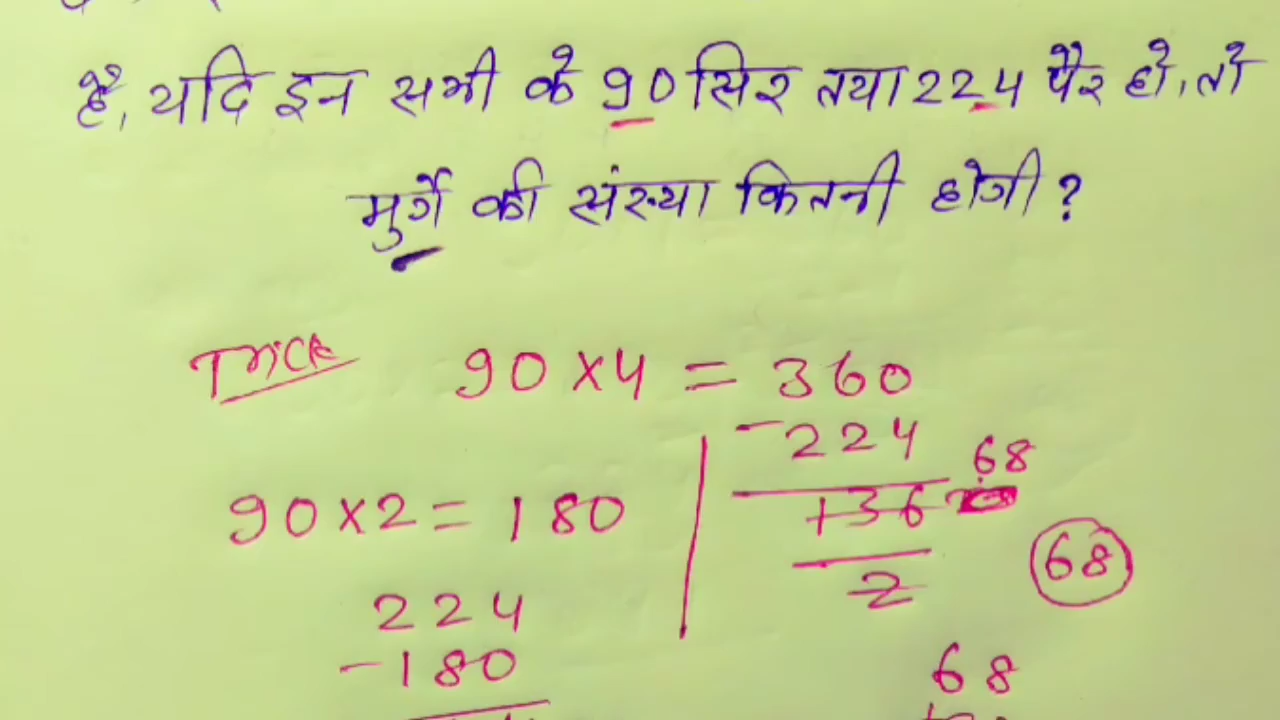 हैं, यदि इन सभी के 90 सिर तथा 224 पैर हो, तो
मुर्गे की संख्या कितनी होगी ?
Trick 90 × 4 = 360
- 224
136 68
2
68
90 × 2 = 180
224
- 180
68